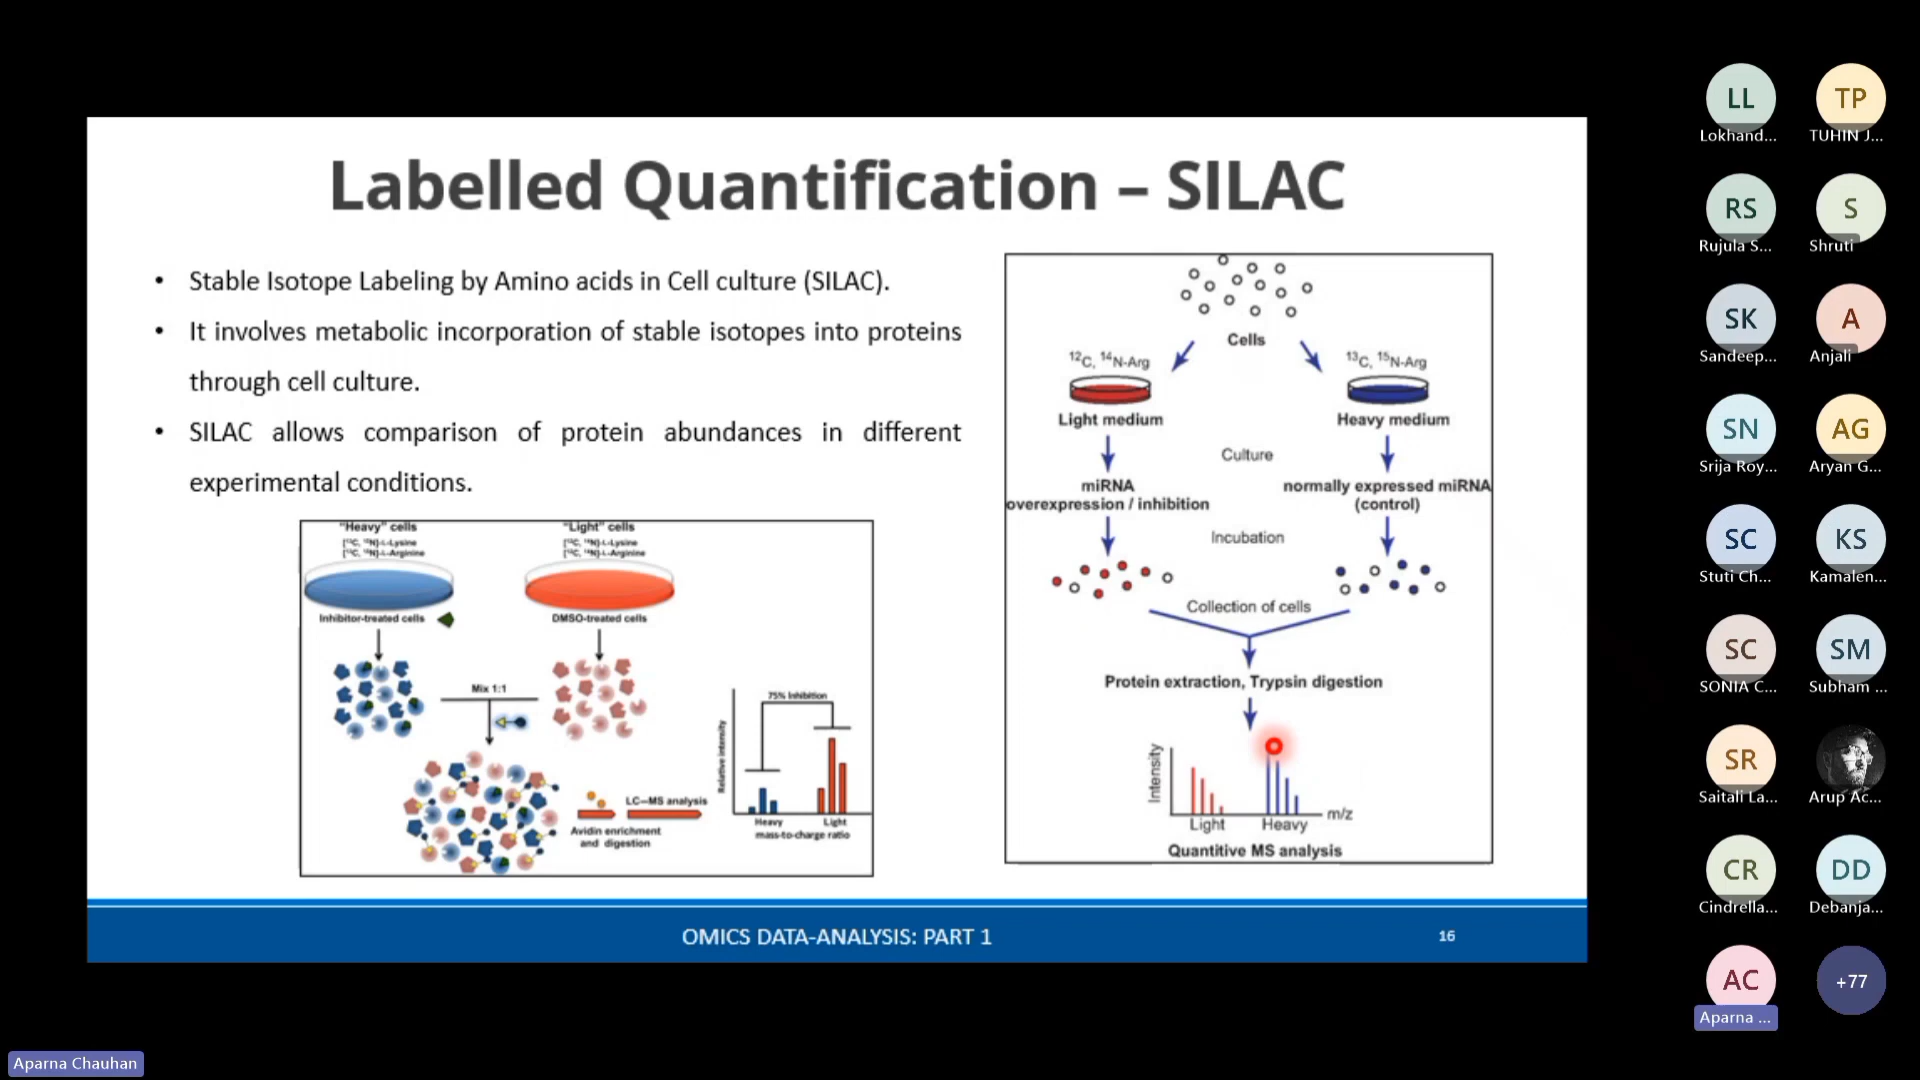 Labelled Quantification – SILAC
• Stable Isotope Labeling by Amino acids in Cell culture (SILAC).
• It involves metabolic incorporation of stable isotopes into proteins
through cell culture.
• SILAC allows comparison of protein abundances in different
experimental conditions.
"Heavy" cells
"Light" cells
Inhibitor-treated cells
DMSO-treated cells
Mix 1:1
Avidin enrichment
and digestion
LC—MS analysis
75% Inhibition
Relative intensity
Heavy
Light
mass-to-charge ratio
Cells
¹²C, ¹⁴N-Arg
¹³C, ¹⁵N-Arg
Light medium
Heavy medium
Culture
miRNA
overexpression / inhibition
normally expressed miRNA
(control)
Incubation
Collection of cells
Protein extraction, Trypsin digestion
Intensity
m/z
Light
Heavy
Quantitive MS analysis
OMICS DATA-ANALYSIS: PART 1
16
LL
Lokhand...
TP
TUHIN J...
RS
Rujula S...
S
Shruti
SK
Sandeep...
A
Anjali
SN
Srija Roy...
AG
Aryan G...
SC
Stuti Ch...
KS
Kamalen...
SC
SONIA C...
SM
Subham ...
SR
Saitali La...
Arup Ac...
CR
Cindrella...
DD
Debanja...
AC
Aparna ...
+77
Aparna Chauhan